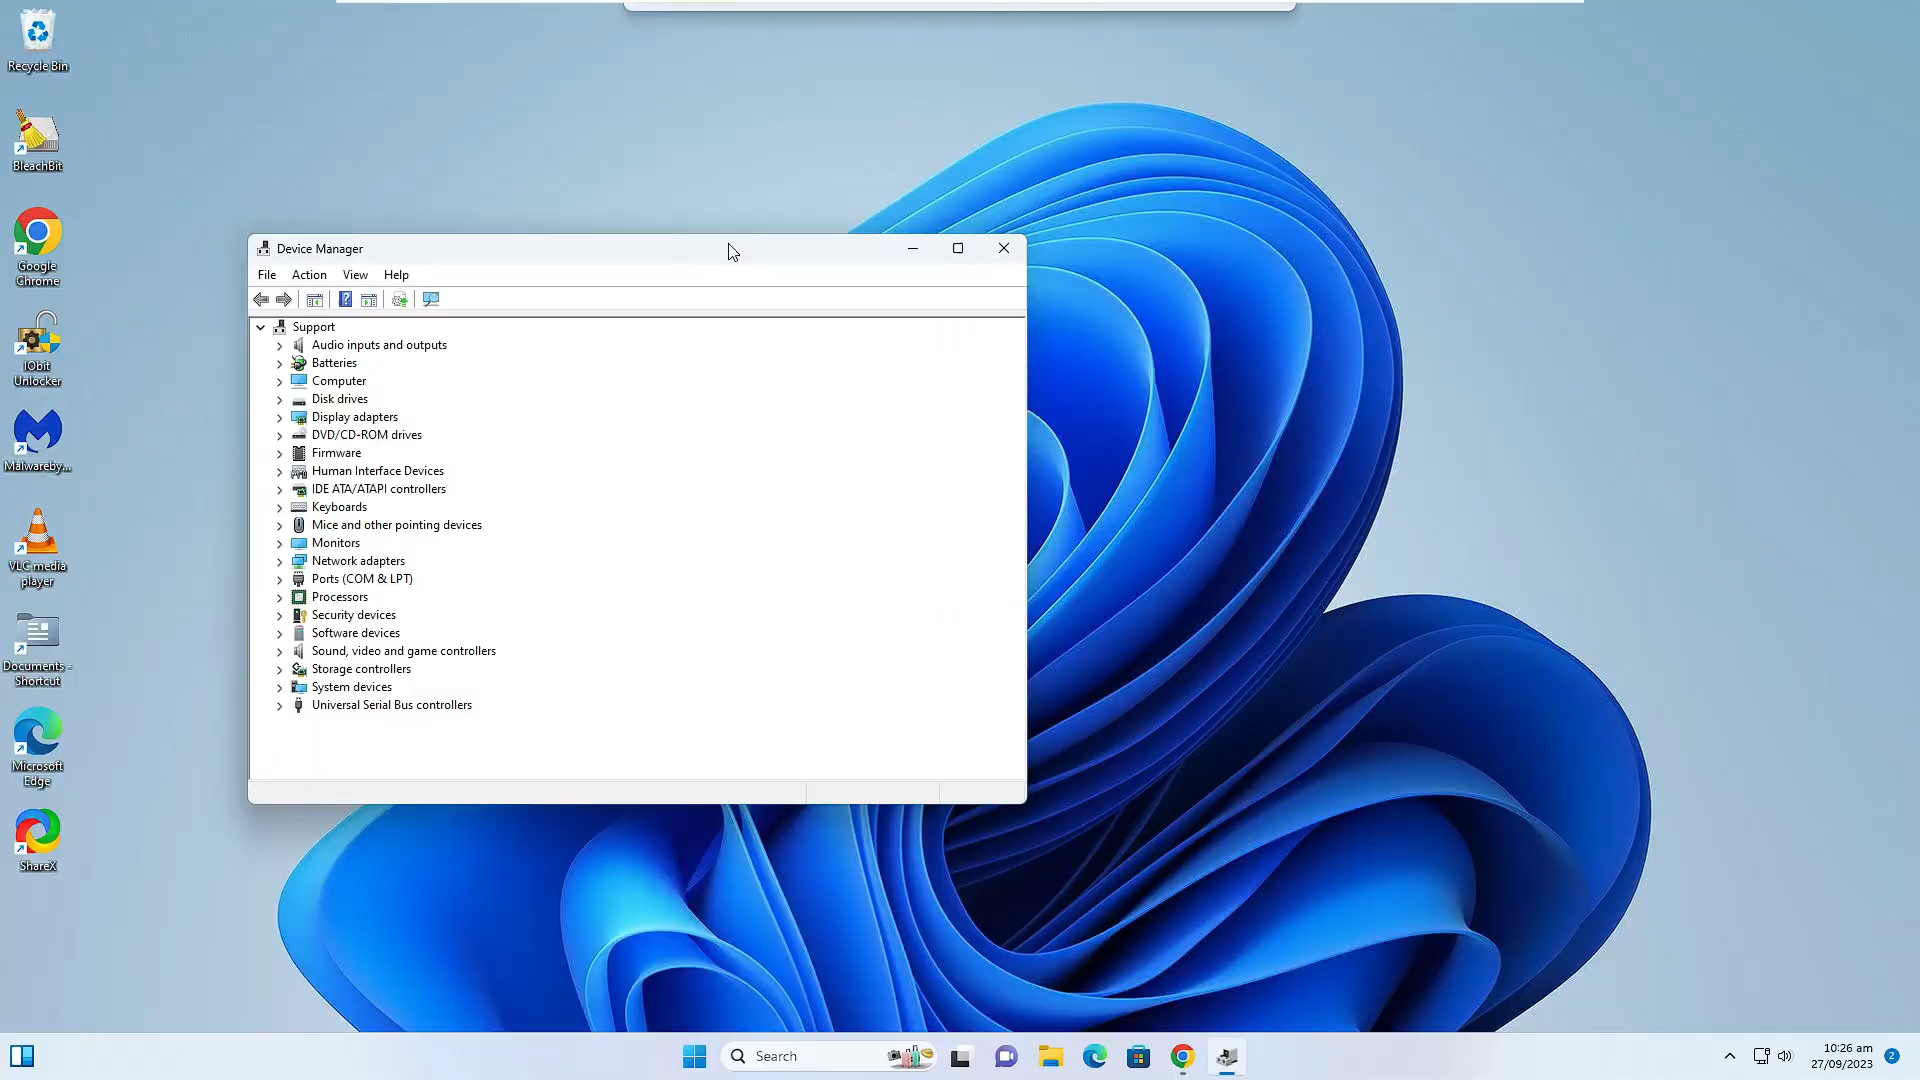 Recycle Bin
BleachBit
Google
Chrome
IObit
Unlocker
Malwareby...
VLC media
player
Documents -
Shortcut
Microsoft
Edge
ShareX
Device Manager
File Action View Help
Support
Audio inputs and outputs
Batteries
Computer
Disk drives
Display adapters
DVD/CD-ROM drives
Firmware
Human Interface Devices
IDE ATA/ATAPI controllers
Keyboards
Mice and other pointing devices
Monitors
Network adapters
Ports (COM & LPT)
Processors
Security devices
Software devices
Sound, video and game controllers
Storage controllers
System devices
Universal Serial Bus controllers
Search
10:26 am
27/09/2023
2